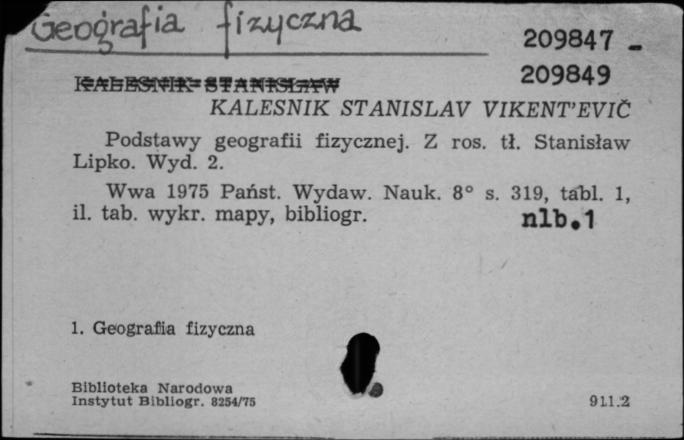 Geografia fizyczna
209847 -
209849
KALESNIK STANISŁAW
KALESNIK STANISLAV VIKENT'EVIČ
Podstawy geografii fizycznej. Z ros. tł. Stanisław
Lipko. Wyd. 2.
Wwa 1975 Państ. Wydaw. Nauk. 8° s. 319, tabl. 1,
il. tab. wykr. mapy, bibliogr.
nlb.1
1. Geografia fizyczna
Biblioteka Narodowa
Instytut Bibliogr. 8254/75
911.2